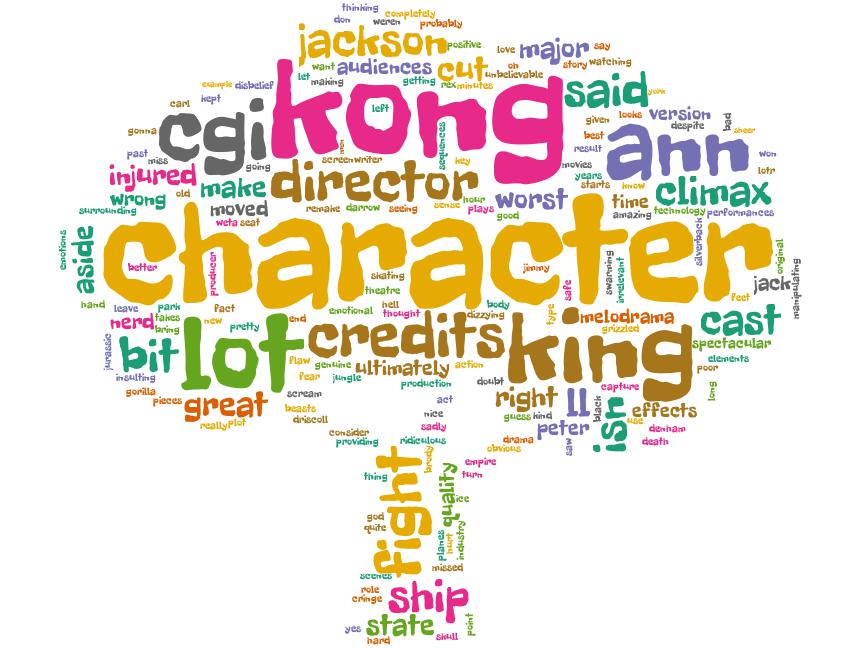 thinking
don
weren
completely
probably
jackson
positive
love
major
say
want
audiences
cut
oh
story
watching
unbelievable
example
disbelief
let
making
getting
rex
minutes
kong
said
york
carl
kept
left
given
looks
version
gonna
cgi
men
sequences
best
despite
bad
sheer
ann
past
miss
going
screenwriter
key
movies
result
won
injured
director
years
starts
know
lotr
wrong
old
make
worst
time
climax
surrounding
moved
remake
darrow
seeing
sense
hour
plays
good
amazing
technology
performances
weta
seat
emotions
aside
character
silverback
original
better
producer
skating
jimmy
safe
swarming
irrelevant
jack
manipulating
theatre
feet
hand
leave
park
fact
emotional
hell
body
type
nerd
takes
bring
new
pretty
end
thought
dizzying
melodrama
grizzled
cast
jurassic
bit
lot
credits
king
spectacular
flaw
genuine
ultimately
action
elements
insulting
fear
jungle
production
doubt
poor
gorilla
pieces
great
scream
beasts
act
right
ll
black
capture
long
really
plot
driscoll
nice
guess
kind
ish
effects
use
consider
sadly
peter
denham
providing
ridiculous
drama
saw
death
obvious
fight
brody
empire
thing
turn
quality
ice
god
quite
planes
hurt
industry
scenes
missed
role
cringe
ship
yes
state
point
hard
skull